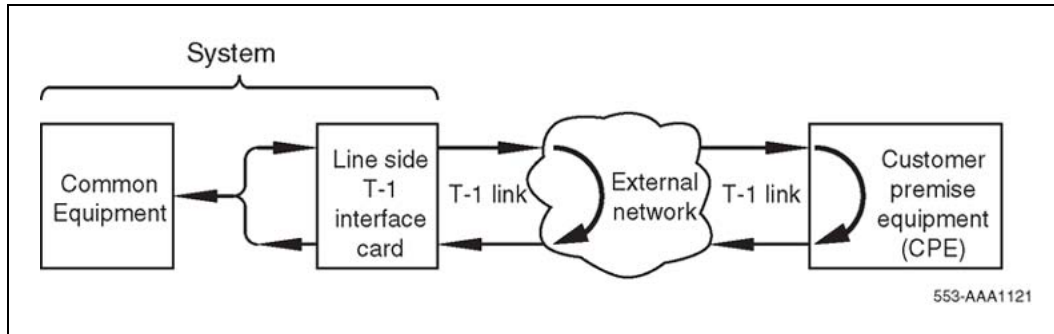 System
Common
Equipment
Line side
T-1
interface
card
T-1 link
External
network
T-1 link
Customer
premise
equipment
(CPE)
553-AAA1121